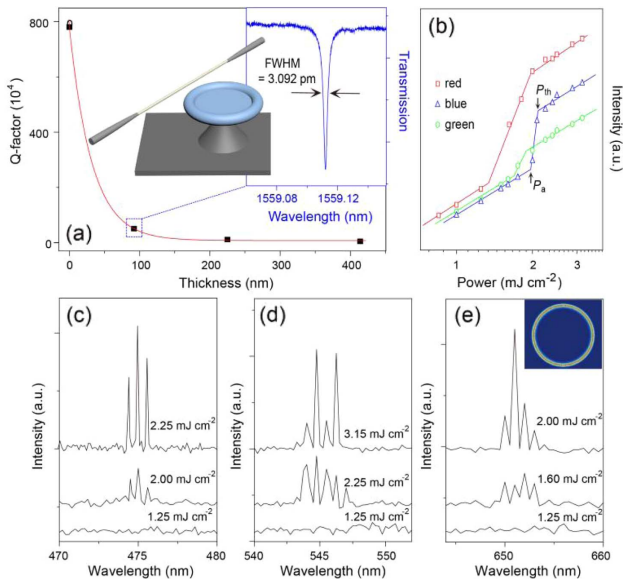 800
400
0
Q-factor (10⁴)
0
100
200
300
400
Thickness (nm)
(a)
FWHM
= 3.092 pm
Transmission
1559.08
1559.12
Wavelength (nm)
(b)
red
blue
green
Pth
Pa
Intensity (a.u.)
1
2
3
Power (mJ cm⁻²)
(c)
2.25 mJ cm⁻²
2.00 mJ cm⁻²
1.25 mJ cm⁻²
Intensity (a.u.)
470
475
480
Wavelength (nm)
(d)
3.15 mJ cm⁻²
2.25 mJ cm⁻²
1.25 mJ cm⁻²
Intensity (a.u.)
540
545
550
Wavelength (nm)
(e)
2.00 mJ cm⁻²
1.60 mJ cm⁻²
1.25 mJ cm⁻²
Intensity (a.u.)
650
660
Wavelength (nm)